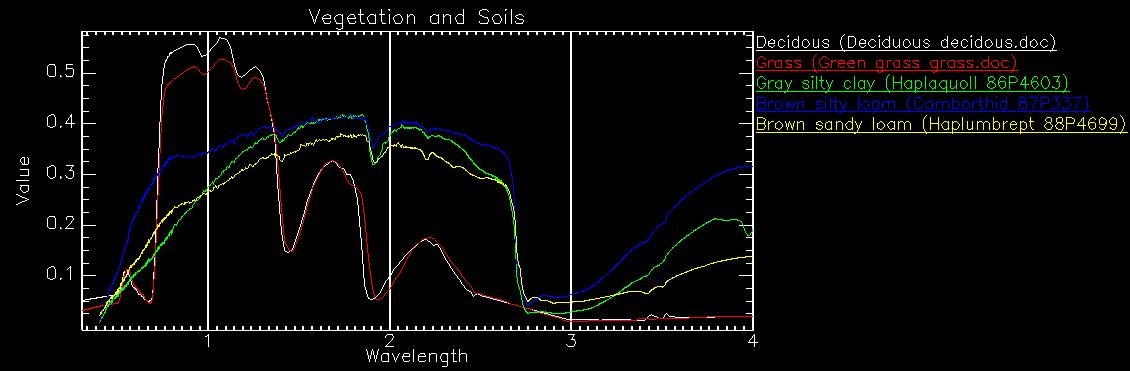 Vegetation and Soils
Decidous (Deciduous decidous.doc)
Grass (Green grass grass.doc)
Gray silty clay (Haplaquoll 86P4603)
Brown silty loam (Camborthid 87P337)
Brown sandy loam (Haplumbrept 88P4699)
Value
0.5
0.4
0.3
0.2
0.1
1
2
3
4
Wavelength